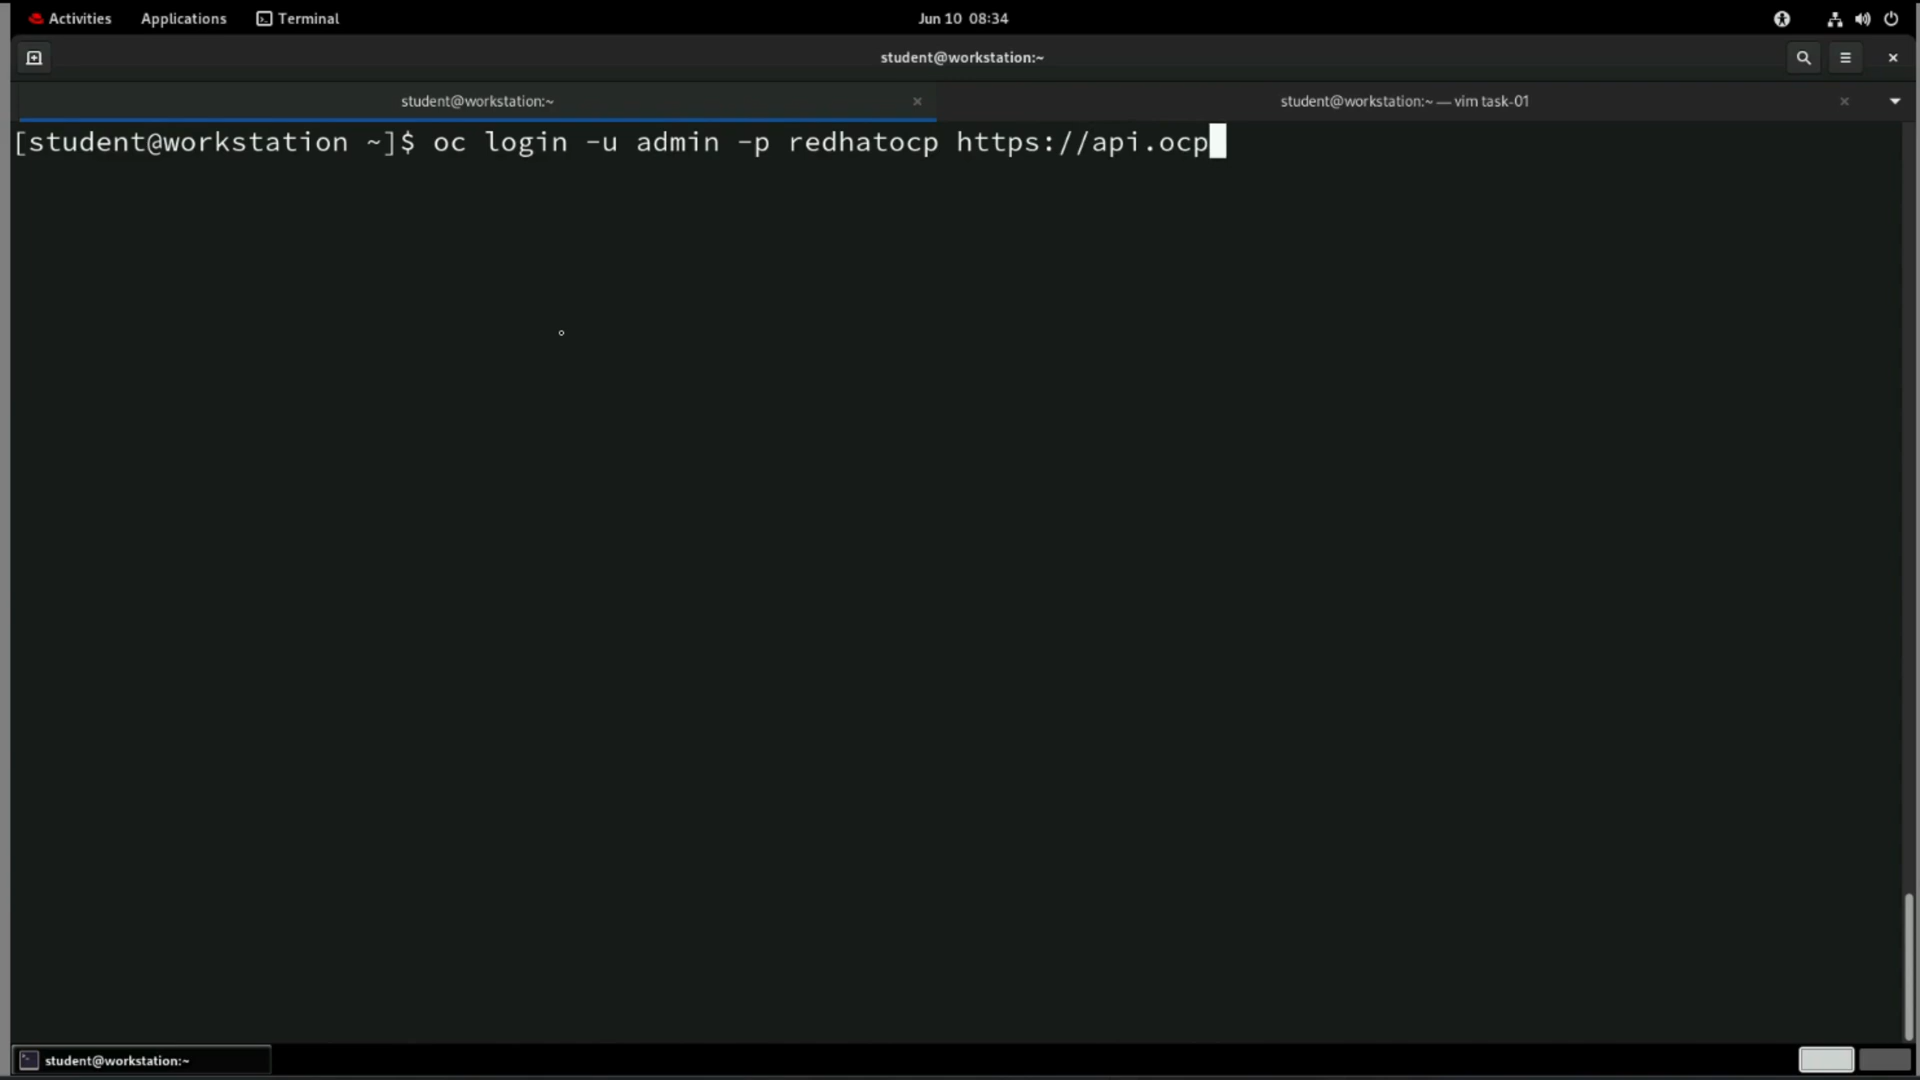 Activities Applications Terminal Jun 10 08:34
student@workstation:~
student@workstation:~ student@workstation:~ — vim task-01
[student@workstation ~]$ oc login -u admin -p redhatocp https://api.ocp
student@workstation:~